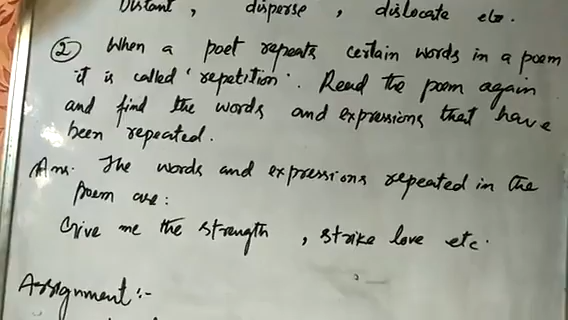 Distant , disperse , dislocate etc.
② When a poet repeats certain words in a poem
it is called 'repetition'. Read the poem again
and find the words and expressions that have
been repeated.
Ans. The words and expressions repeated in the
Poem are:
Give me the strength , strike love etc.
Assignment :-